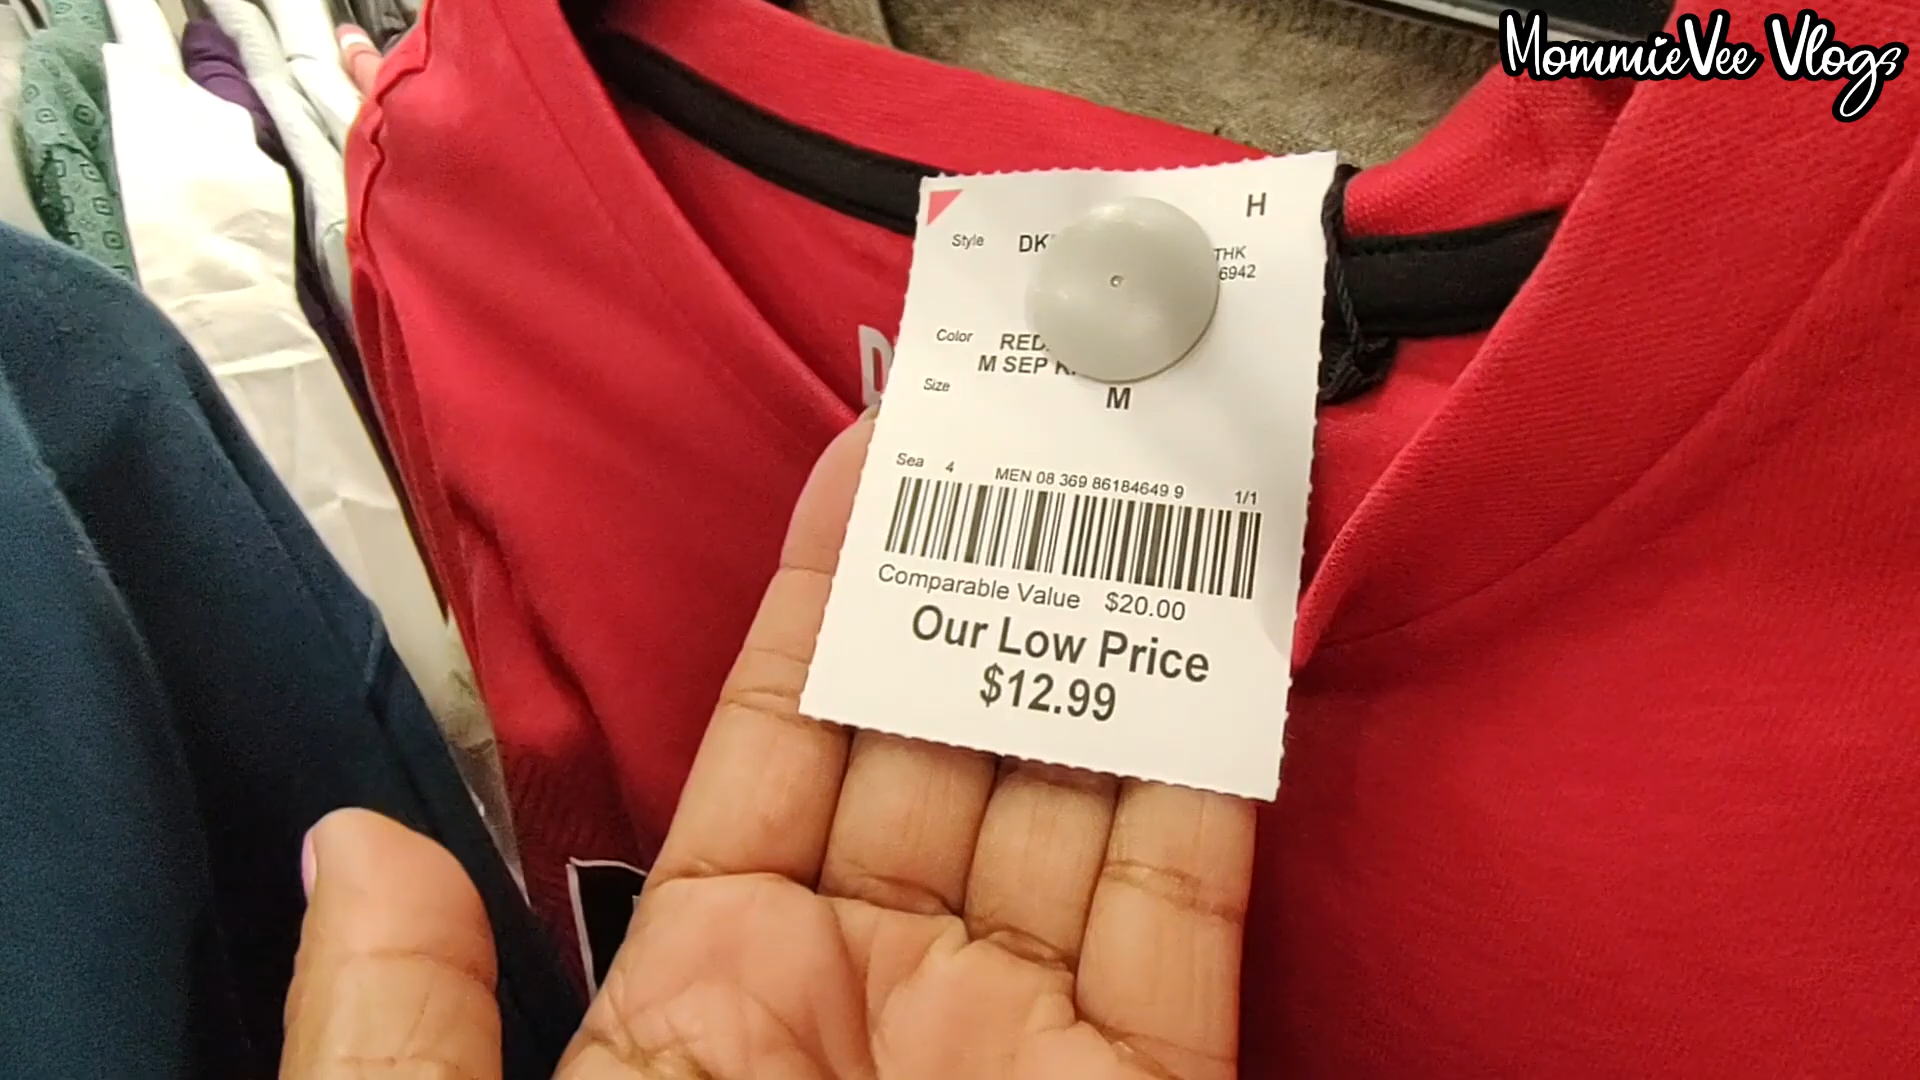 MommieVee Vlogs
H
Style DK
THK
6942
Color RED
M SEP
Size M
Sea 4 MEN 08 369 86184649 9 1/1
Comparable Value $20.00
Our Low Price
$12.99
D